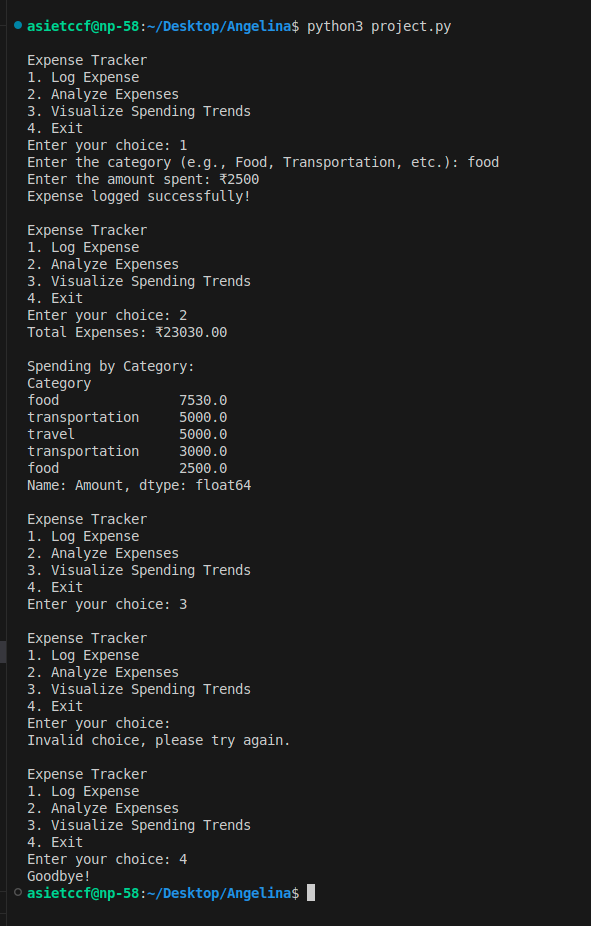 asietccf@np-58:~/Desktop/Angelina$ python3 project.py
Expense Tracker
1. Log Expense
2. Analyze Expenses
3. Visualize Spending Trends
4. Exit
Enter your choice: 1
Enter the category (e.g., Food, Transportation, etc.): food
Enter the amount spent: ₹2500
Expense logged successfully!
Expense Tracker
1. Log Expense
2. Analyze Expenses
3. Visualize Spending Trends
4. Exit
Enter your choice: 2
Total Expenses: ₹23030.00
Spending by Category:
Category
food 7530.0
transportation 5000.0
travel 5000.0
transportation 3000.0
food 2500.0
Name: Amount, dtype: float64
Expense Tracker
1. Log Expense
2. Analyze Expenses
3. Visualize Spending Trends
4. Exit
Enter your choice: 3
Expense Tracker
1. Log Expense
2. Analyze Expenses
3. Visualize Spending Trends
4. Exit
Enter your choice:
Invalid choice, please try again.
Expense Tracker
1. Log Expense
2. Analyze Expenses
3. Visualize Spending Trends
4. Exit
Enter your choice: 4
Goodbye!
asietccf@np-58:~/Desktop/Angelina$